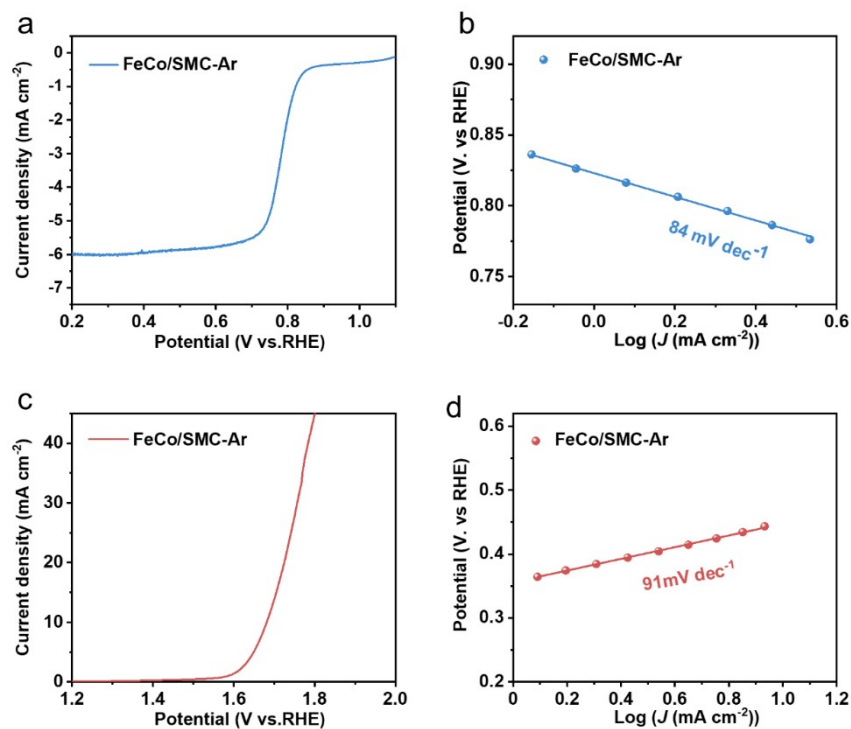 a
FeCo/SMC-Ar
Current density (mA cm⁻²)
0
-1
-2
-3
-4
-5
-6
-7
0.2 0.4 0.6 0.8 1.0
Potential (V vs.RHE)
b
FeCo/SMC-Ar
Potential (V. vs RHE)
0.90
0.85
0.80
0.75
84 mV dec⁻¹
-0.2 0.0 0.2 0.4 0.6
Log (J (mA cm⁻²))
c
FeCo/SMC-Ar
Current density (mA cm⁻²)
40
30
20
10
0
1.2 1.4 1.6 1.8 2.0
Potential (V vs.RHE)
d
FeCo/SMC-Ar
Potential (V. vs RHE)
0.6
0.5
0.4
0.3
0.2
91mV dec⁻¹
0 0.2 0.4 0.6 0.8 1.0 1.2
Log (J (mA cm⁻²))